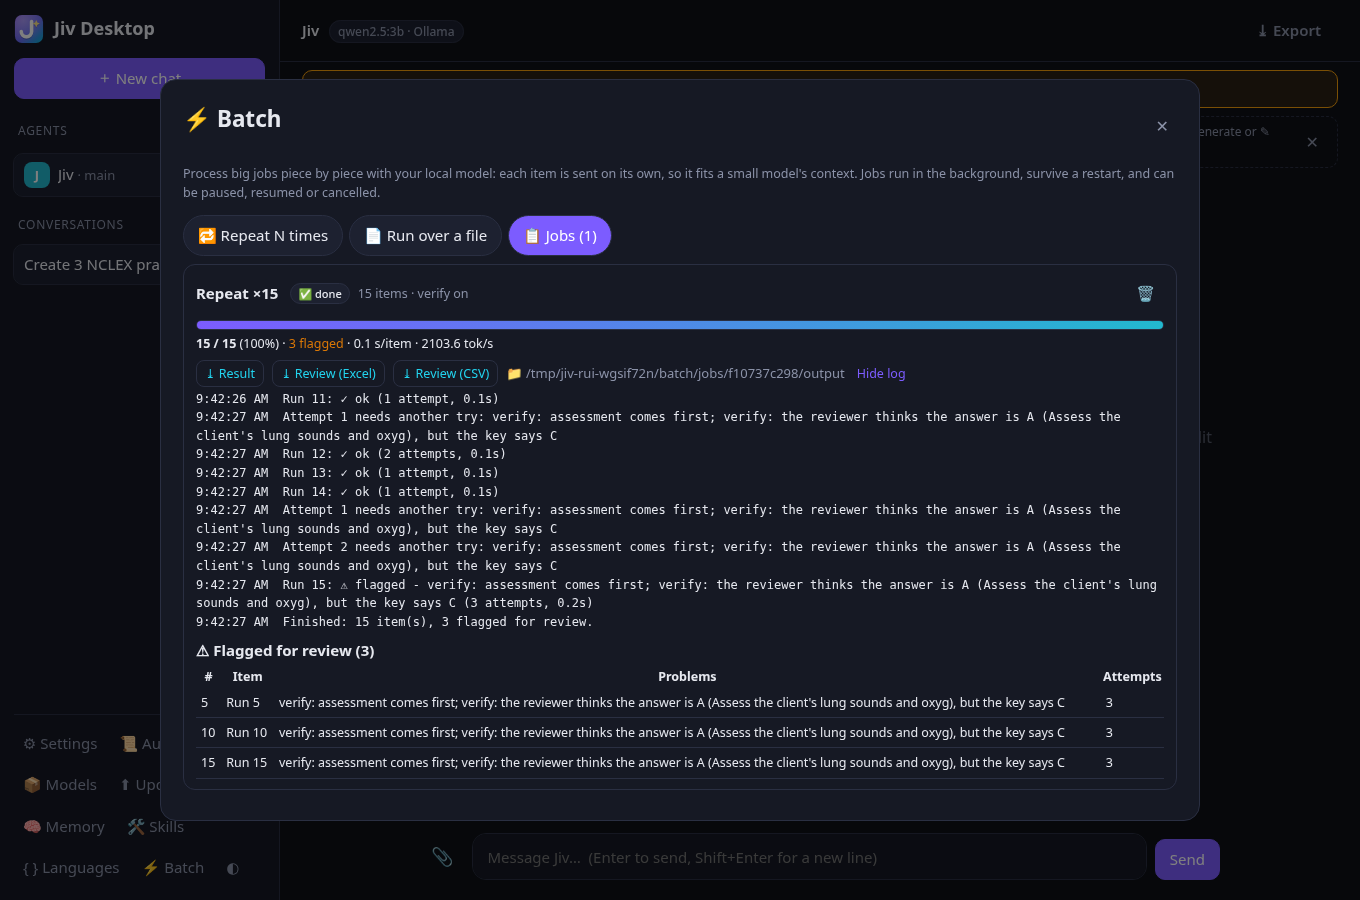 Jiv Desktop
+ New chat
AGENTS
J Jiv · main
CONVERSATIONS
Create 3 NCLEX pra
⚙ Settings 📜 Au
📦 Models ⬆ Upd
🧠 Memory 🛠️ Skills
{ } Languages ⚡ Batch ◐
Jiv qwen2.5:3b · Ollama ⤓ Export
enerate or ✎
✕
dit
⚡ Batch
✕
Process big jobs piece by piece with your local model: each item is sent on its own, so it fits a small model's context. Jobs run in the background, survive a restart, and can
be paused, resumed or cancelled.
🔁 Repeat N times 📄 Run over a file 📋 Jobs (1)
Repeat ×15 ✅ done 15 items · verify on 🗑️
15 / 15 (100%) · 3 flagged · 0.1 s/item · 2103.6 tok/s
⤓ Result ⤓ Review (Excel) ⤓ Review (CSV) 📁 /tmp/jiv-rui-wgsif72n/batch/jobs/f10737c298/output Hide log
9:42:26 AM  Run 11: ✓ ok (1 attempt, 0.1s)
9:42:27 AM  Attempt 1 needs another try: verify: assessment comes first; verify: the reviewer thinks the answer is A (Assess the
client's lung sounds and oxyg), but the key says C
9:42:27 AM  Run 12: ✓ ok (2 attempts, 0.1s)
9:42:27 AM  Run 13: ✓ ok (1 attempt, 0.1s)
9:42:27 AM  Run 14: ✓ ok (1 attempt, 0.1s)
9:42:27 AM  Attempt 1 needs another try: verify: assessment comes first; verify: the reviewer thinks the answer is A (Assess the
client's lung sounds and oxyg), but the key says C
9:42:27 AM  Attempt 2 needs another try: verify: assessment comes first; verify: the reviewer thinks the answer is A (Assess the
client's lung sounds and oxyg), but the key says C
9:42:27 AM  Run 15: ⚠ flagged - verify: assessment comes first; verify: the reviewer thinks the answer is A (Assess the client's lung
sounds and oxyg), but the key says C (3 attempts, 0.2s)
9:42:27 AM  Finished: 15 item(s), 3 flagged for review.
⚠ Flagged for review (3)
# Item Problems Attempts
5 Run 5 verify: assessment comes first; verify: the reviewer thinks the answer is A (Assess the client's lung sounds and oxyg), but the key says C 3
10 Run 10 verify: assessment comes first; verify: the reviewer thinks the answer is A (Assess the client's lung sounds and oxyg), but the key says C 3
15 Run 15 verify: assessment comes first; verify: the reviewer thinks the answer is A (Assess the client's lung sounds and oxyg), but the key says C 3
📎 Message Jiv... (Enter to send, Shift+Enter for a new line) Send